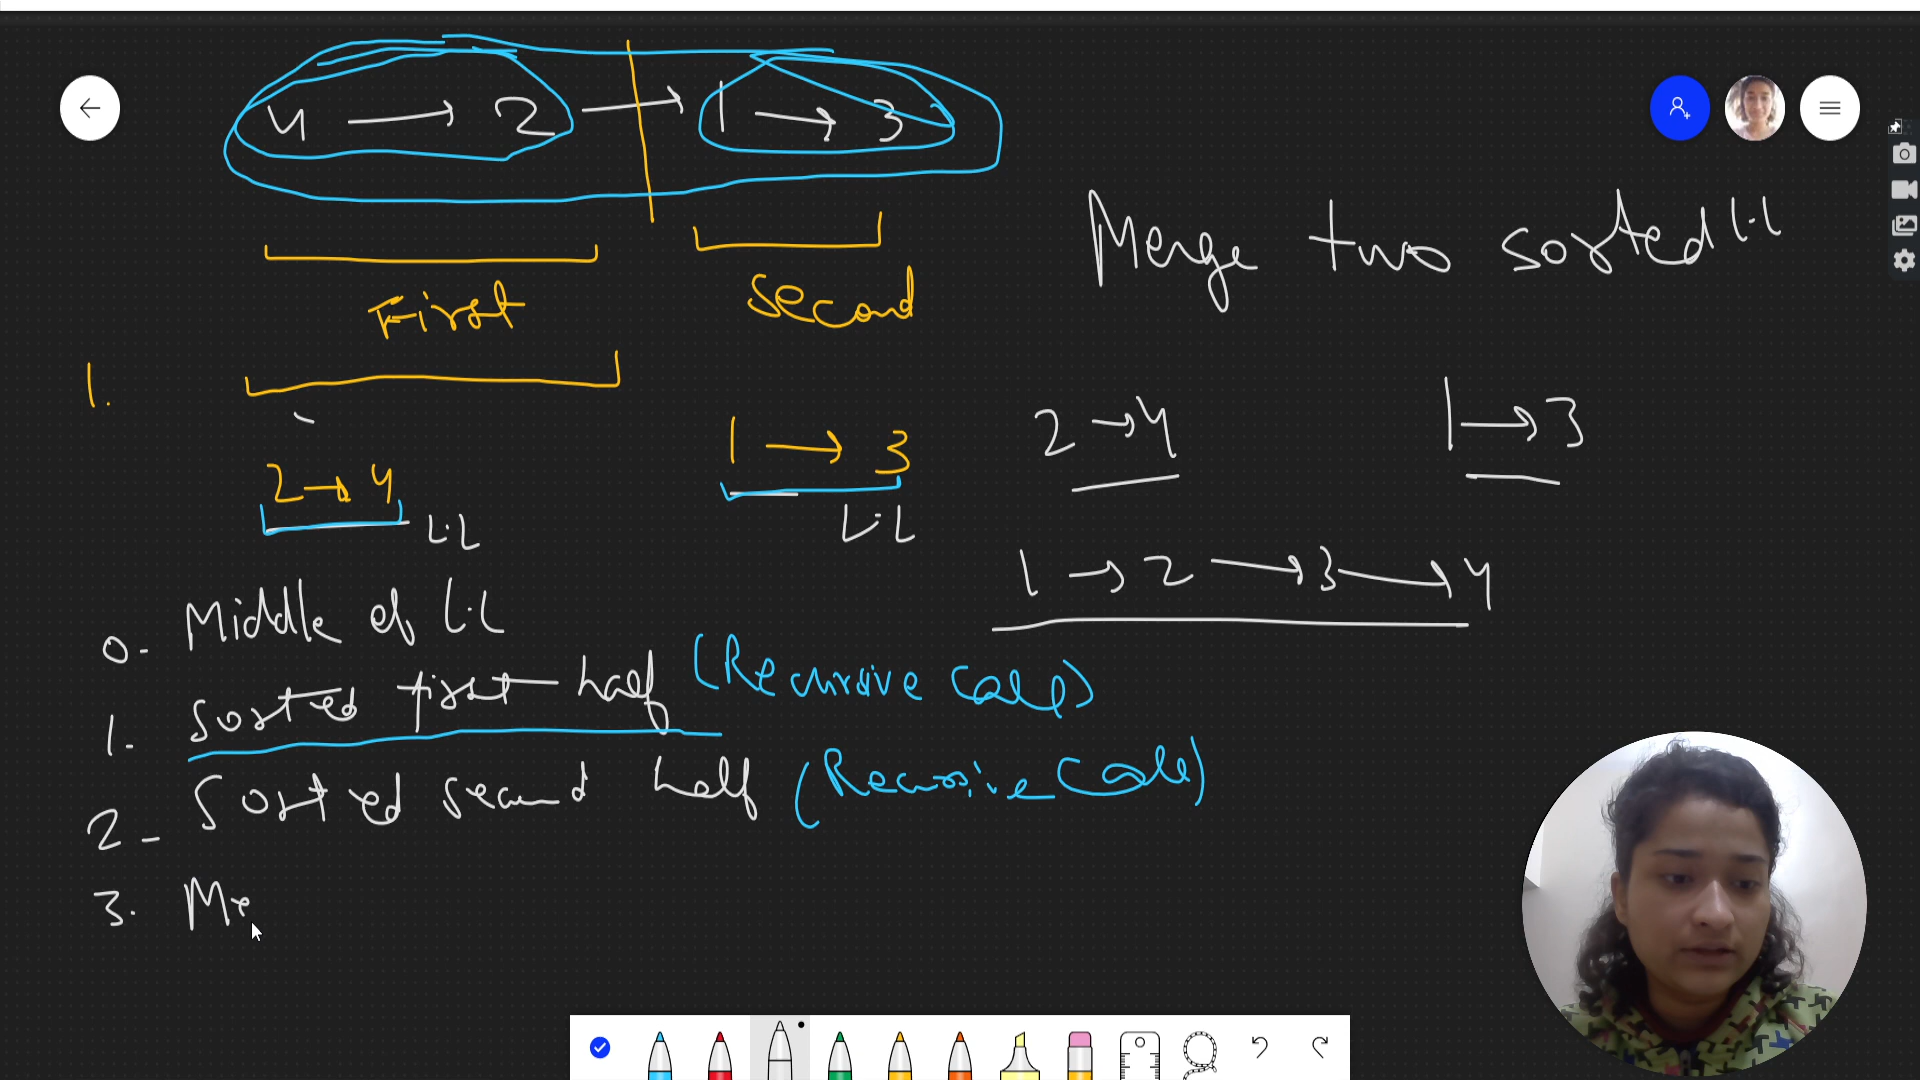 4 → 2 → 1 → 3
First
Second
Merge two sorted L.L
1.
2 → 4
L.L
1 → 3
L.L
2 → 4
1 → 3
1 → 2 → 3 → 4
0- Middle of L.L
1- Sorted first half (Recursive Call)
2- Sorted second half (Recursive Call)
3. Me